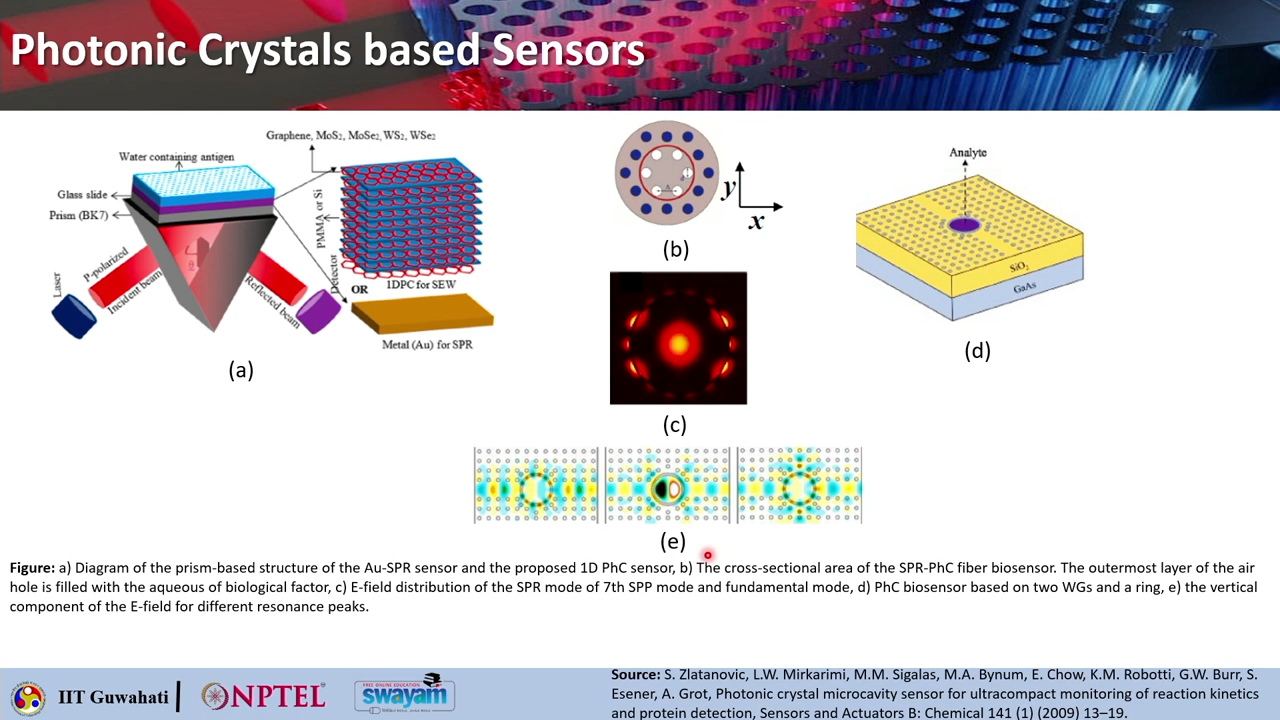 Photonic Crystals based Sensors
Graphene, MoS2, MoSe2, WS2, WSe2
Water containing antigen
Glass slide
Prism (BK7)
PMMA or Si
P-polarized
Incident beam
Laser
Reflected beam
Detector
1DPC for SEW
OR
Metal (Au) for SPR
(a)
y
x
(b)
(c)
Analyte
SiO2
GaAs
(d)
(e)
Figure: a) Diagram of the prism-based structure of the Au-SPR sensor and the proposed 1D PhC sensor, b) The cross-sectional area of the SPR-PhC fiber biosensor. The outermost layer of the air
hole is filled with the aqueous of biological factor, c) E-field distribution of the SPR mode of 7th SPP mode and fundamental mode, d) PhC biosensor based on two WGs and a ring, e) the vertical
component of the E-field for different resonance peaks.
IIT Guwahati
NPTEL
FREE ONLINE EDUCATION
swayam
Source: S. Zlatanovic, L.W. Mirkarimi, M.M. Sigalas, M.A. Bynum, E. Chow, K.M. Robotti, G.W. Burr, S.
Esener, A. Grot, Photonic crystal microcavity sensor for ultracompact monitoring of reaction kinetics
and protein detection, Sensors and Actuators B: Chemical 141 (1) (2009) 13–19.